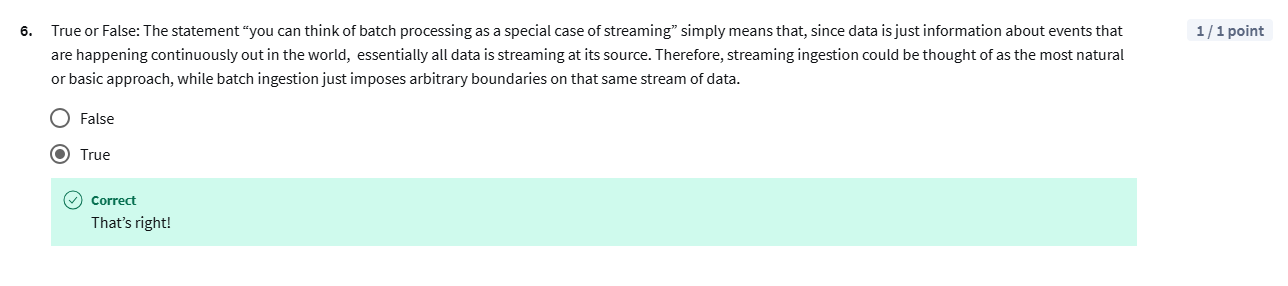 6. True or False: The statement “you can think of batch processing as a special case of streaming” simply means that, since data is just information about events that 1 / 1 point
are happening continuously out in the world,  essentially all data is streaming at its source. Therefore, streaming ingestion could be thought of as the most natural
or basic approach, while batch ingestion just imposes arbitrary boundaries on that same stream of data.
False
True
Correct
That’s right!